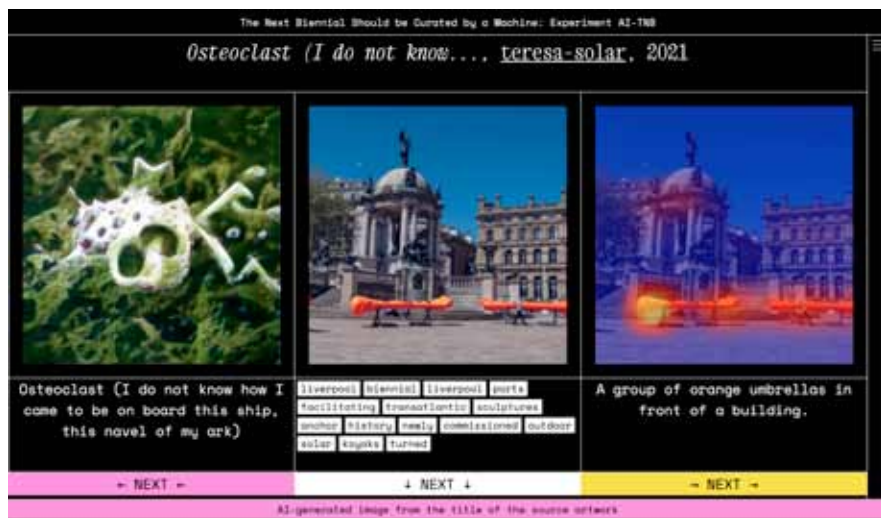 The Next Biennial Should be Curated by a Machine: Experiment AI-TNB
Osteoclast (I do not know..., teresa-solar, 2021
Osteoclast (I do not know how I
came to be on board this ship,
this navel of my ark)
liverpool biennial liverpool ports
facilitating transatlantic sculptures
anchor history newly commissioned outdoor
solar kayaks turned
A group of orange umbrellas in
front of a building.
← NEXT ←
↓ NEXT ↓
→ NEXT →
AI-generated image from the title of the source artwork